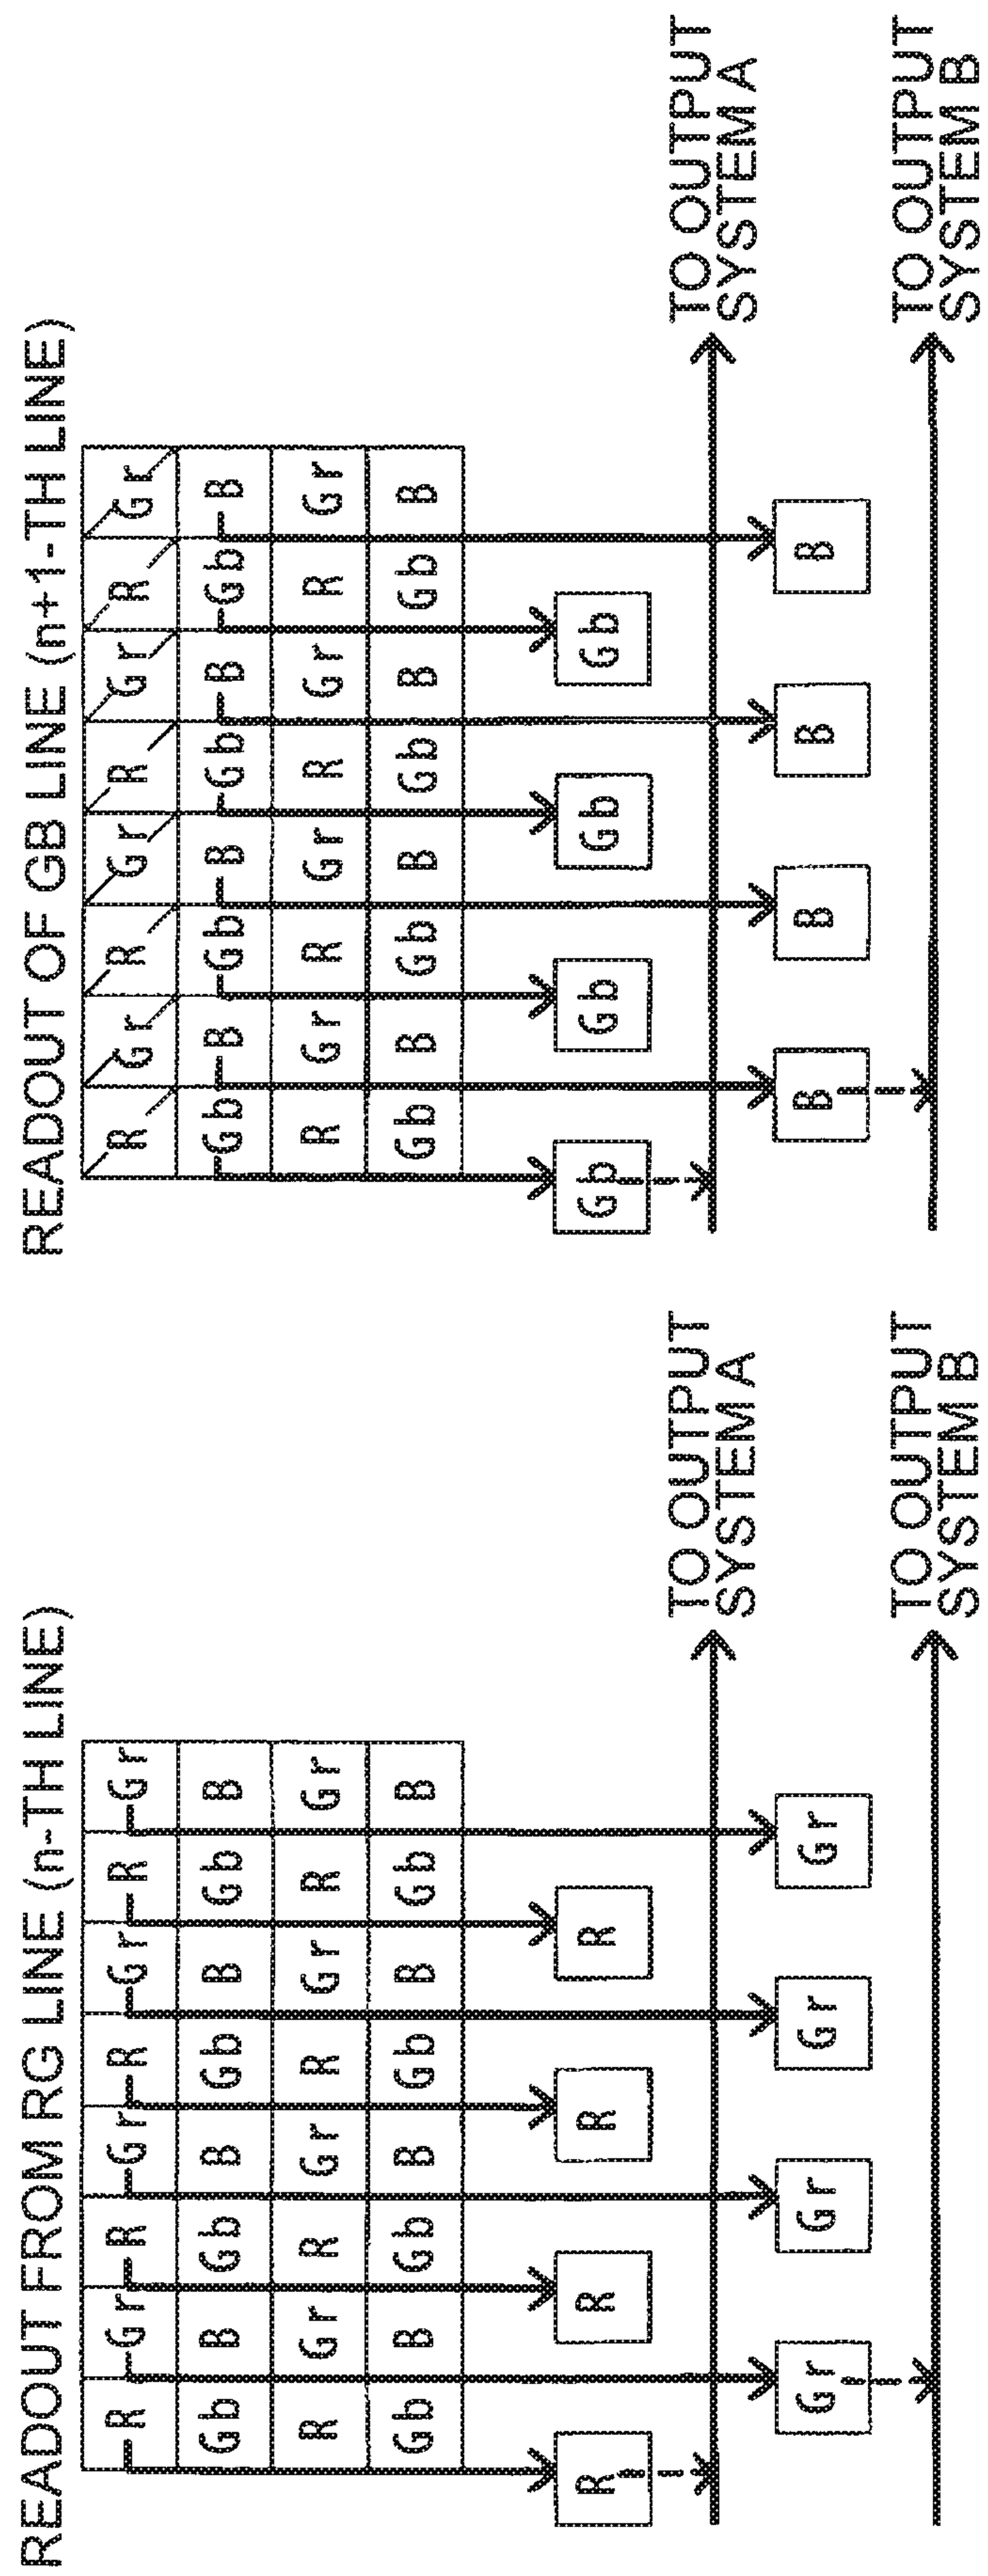 READOUT FROM RG LINE (n-TH LINE)
R Gr R Gr R Gr R Gr
Gb B Gb B Gb B Gb B
R Gr R Gr R Gr R Gr
Gb B Gb B Gb B Gb B
R R R R
TO OUTPUT
SYSTEM A
Gr Gr Gr Gr
TO OUTPUT
SYSTEM B
READOUT OF GB LINE (n+1-TH LINE)
R Gr R Gr R Gr R Gr
Gb B Gb B Gb B Gb B
R Gr R Gr R Gr R Gr
Gb B Gb B Gb B Gb B
Gb Gb Gb Gb
TO OUTPUT
SYSTEM A
B B B B
TO OUTPUT
SYSTEM B